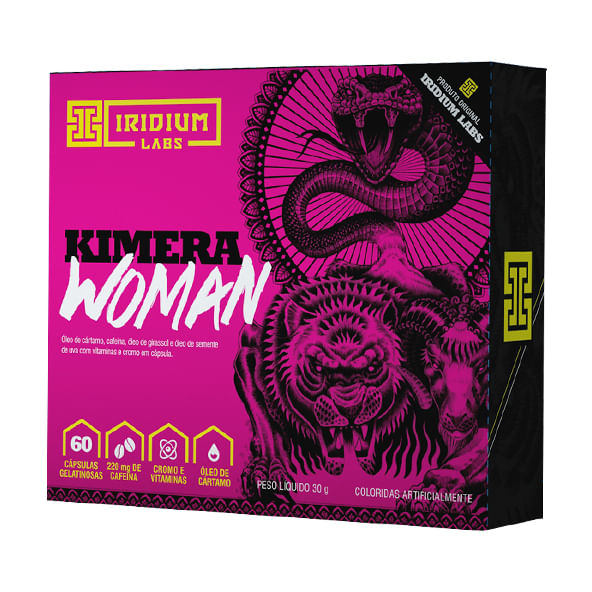 IRIDIUM
LABS
PRODUTO ORIGINAL
IRIDIUM LABS
KIMERA
WOMAN
Óleo de cártamo, cafeína, óleo de girassol e óleo de semente
de uva com vitaminas e cromo em cápsula.
60
CÁPSULAS
GELATINOSAS
220 mg DE
CAFEÍNA
CROMO E
VITAMINAS
ÓLEO DE
CÁRTAMO
PESO LÍQUIDO 30 g
COLORIDAS ARTIFICIALMENTE